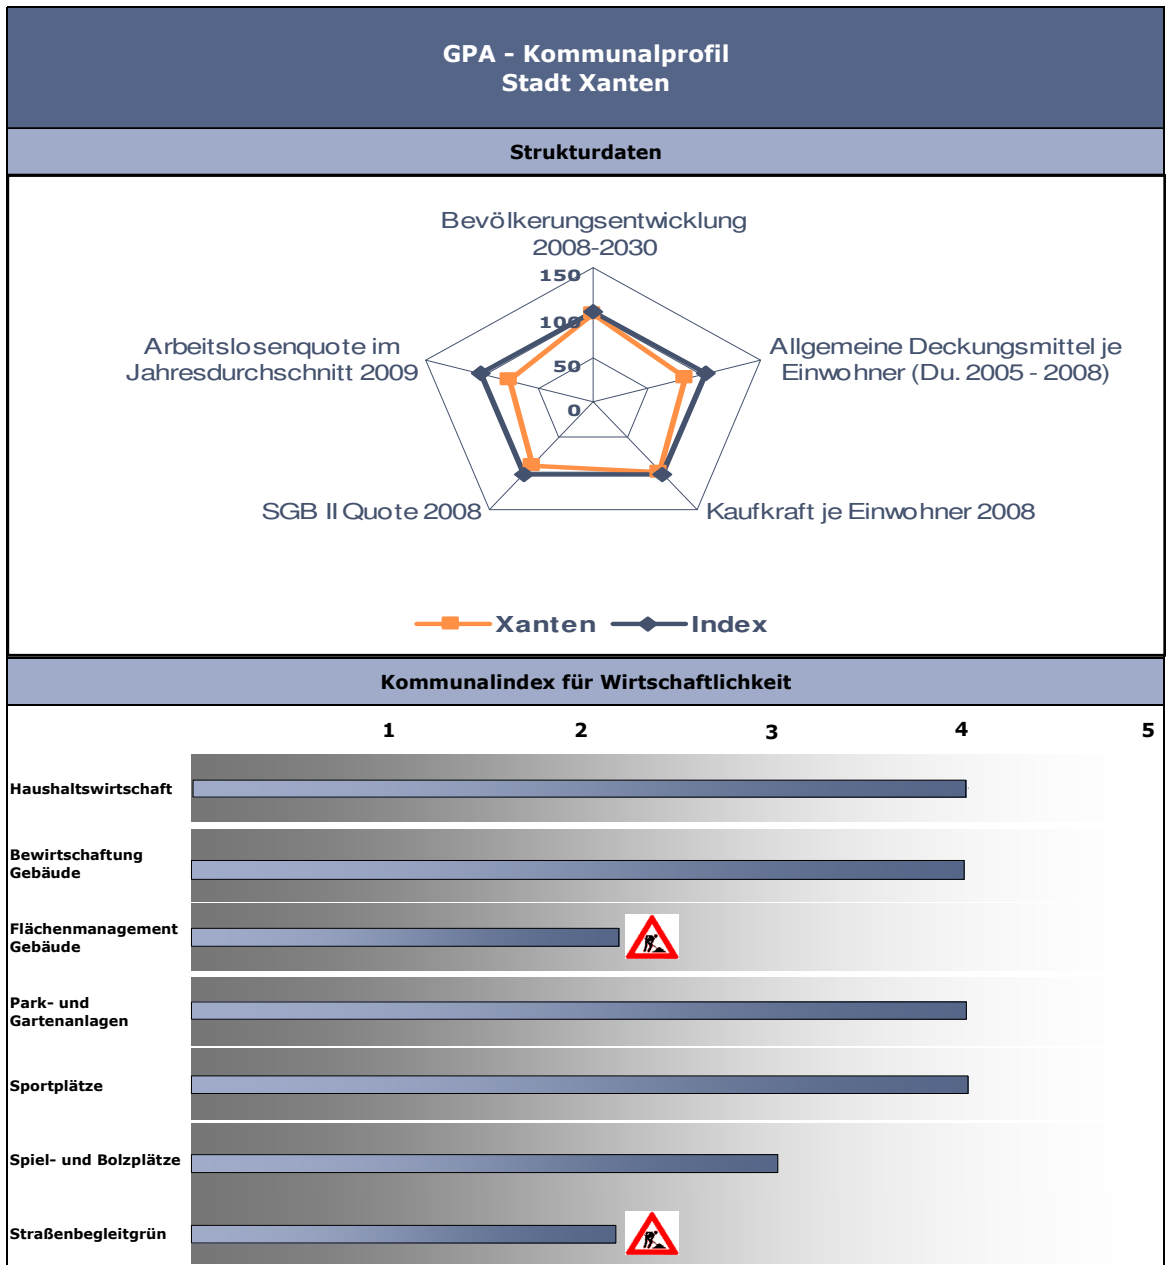 GPA - Kommunalprofil
Stadt Xanten
Strukturdaten
Bevölkerungsentwicklung
2008-2030
150
100
50
0
Arbeitslosenquote im
Jahresdurchschnitt 2009
Allgemeine Deckungsmittel je
Einwohner (Du. 2005 - 2008)
SGB II Quote 2008
Kaufkraft je Einwohner 2008
Xanten
Index
Kommunalindex für Wirtschaftlichkeit
1 2 3 4 5
Haushaltswirtschaft
Bewirtschaftung
Gebäude
Flächenmanagement
Gebäude
Park- und
Gartenanlagen
Sportplätze
Spiel- und Bolzplätze
Straßenbegleitgrün